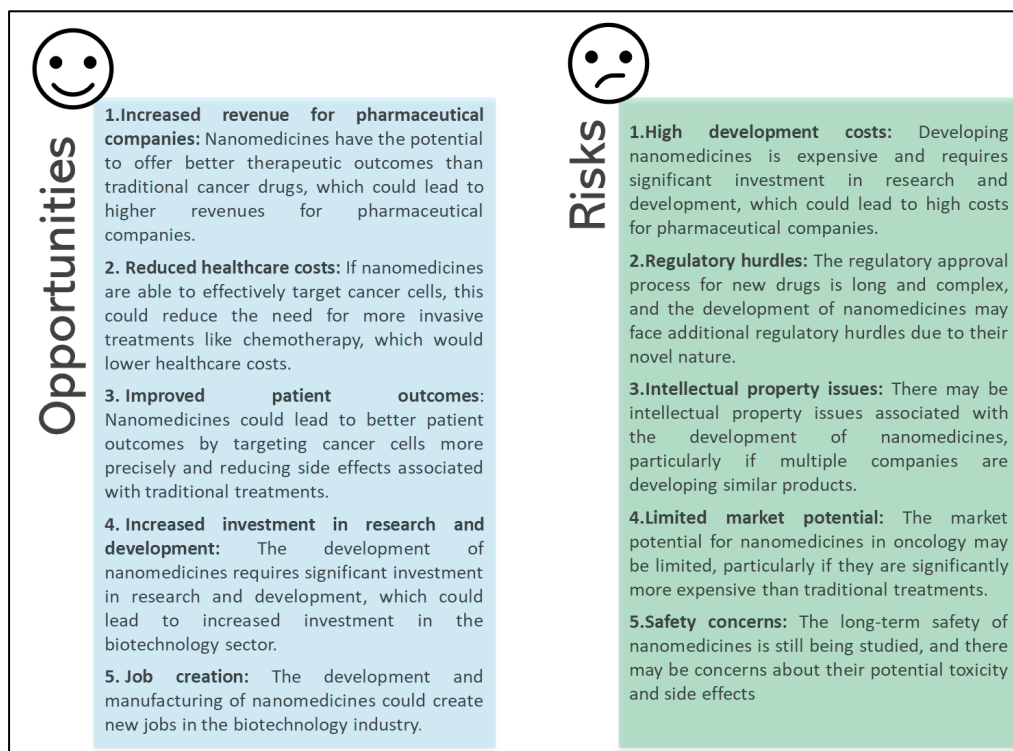 Opportunities
1.Increased revenue for pharmaceutical
companies: Nanomedicines have the potential
to offer better therapeutic outcomes than
traditional cancer drugs, which could lead to
higher revenues for pharmaceutical
companies.
2. Reduced healthcare costs: If nanomedicines
are able to effectively target cancer cells, this
could reduce the need for more invasive
treatments like chemotherapy, which would
lower healthcare costs.
3. Improved patient outcomes:
Nanomedicines could lead to better patient
outcomes by targeting cancer cells more
precisely and reducing side effects associated
with traditional treatments.
4. Increased investment in research and
development: The development of
nanomedicines requires significant investment
in research and development, which could
lead to increased investment in the
biotechnology sector.
5. Job creation: The development and
manufacturing of nanomedicines could create
new jobs in the biotechnology industry.
Risks
1.High development costs: Developing
nanomedicines is expensive and requires
significant investment in research and
development, which could lead to high costs
for pharmaceutical companies.
2.Regulatory hurdles: The regulatory approval
process for new drugs is long and complex,
and the development of nanomedicines may
face additional regulatory hurdles due to their
novel nature.
3.Intellectual property issues: There may be
intellectual property issues associated with
the development of nanomedicines,
particularly if multiple companies are
developing similar products.
4.Limited market potential: The market
potential for nanomedicines in oncology may
be limited, particularly if they are significantly
more expensive than traditional treatments.
5.Safety concerns: The long-term safety of
nanomedicines is still being studied, and there
may be concerns about their potential toxicity
and side effects